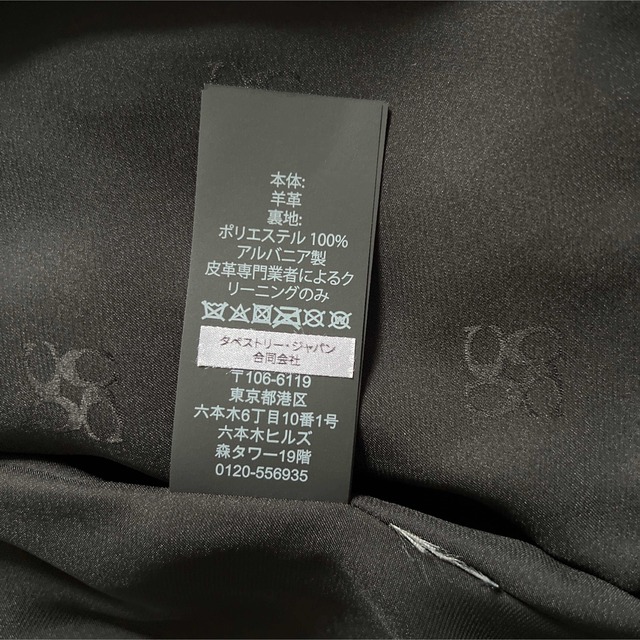 本体:
羊革
裏地:
ポリエステル 100%
アルバニア製
皮革専門業者によるク
リーニングのみ
タペストリー・ジャパン
合同会社
〒106-6119
東京都港区
六本木6丁目10番1号
六本木ヒルズ
森タワー19階
0120-556935